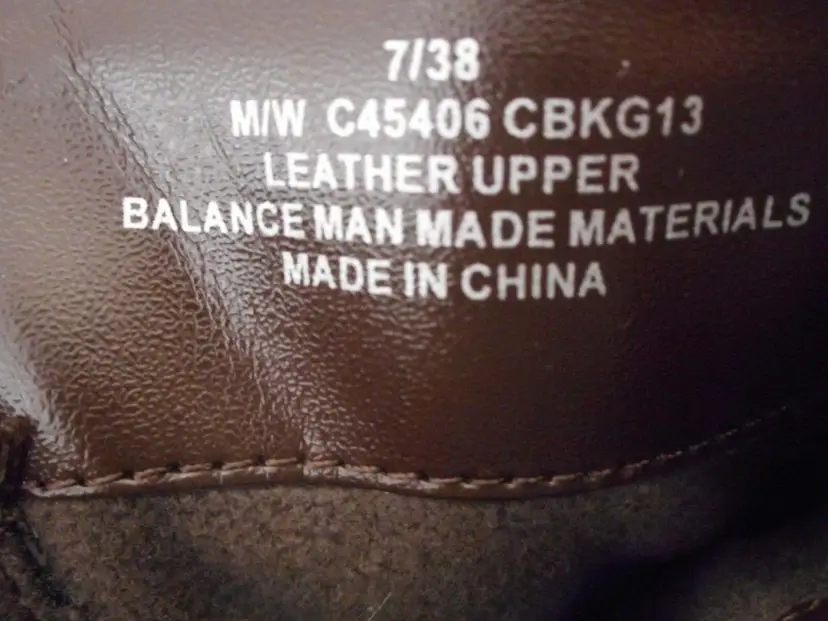 7/38
M/W C45406 CBKG13
LEATHER UPPER
BALANCE MAN MADE MATERIALS
MADE IN CHINA